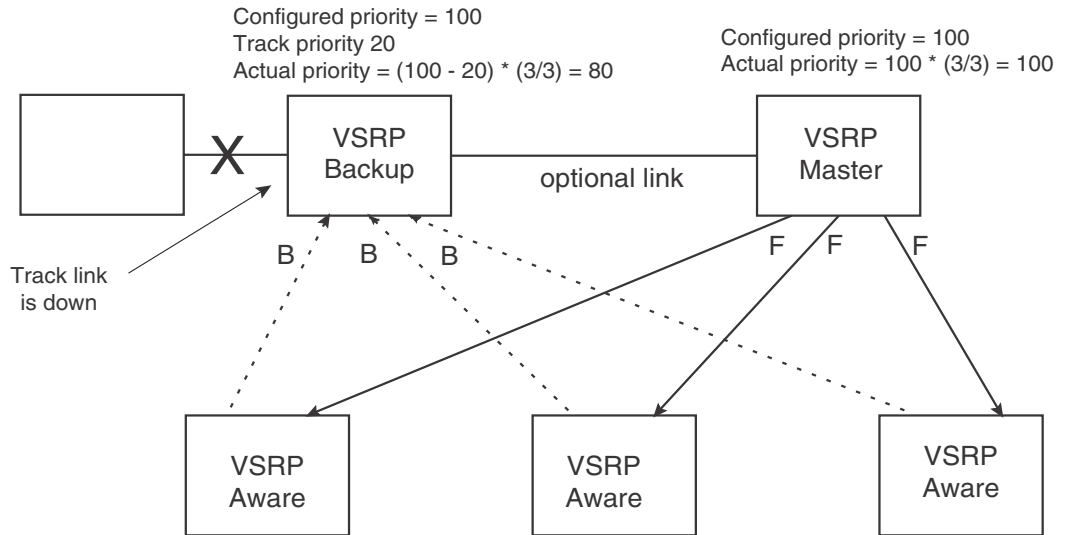 Configured priority = 100
Track priority 20
Actual priority = (100 - 20) * (3/3) = 80
Configured priority = 100
Actual priority = 100 * (3/3) = 100
VSRP
Backup
optional link
VSRP
Master
X
Track link
is down
B
B
B
F
F
F
VSRP
Aware
VSRP
Aware
VSRP
Aware